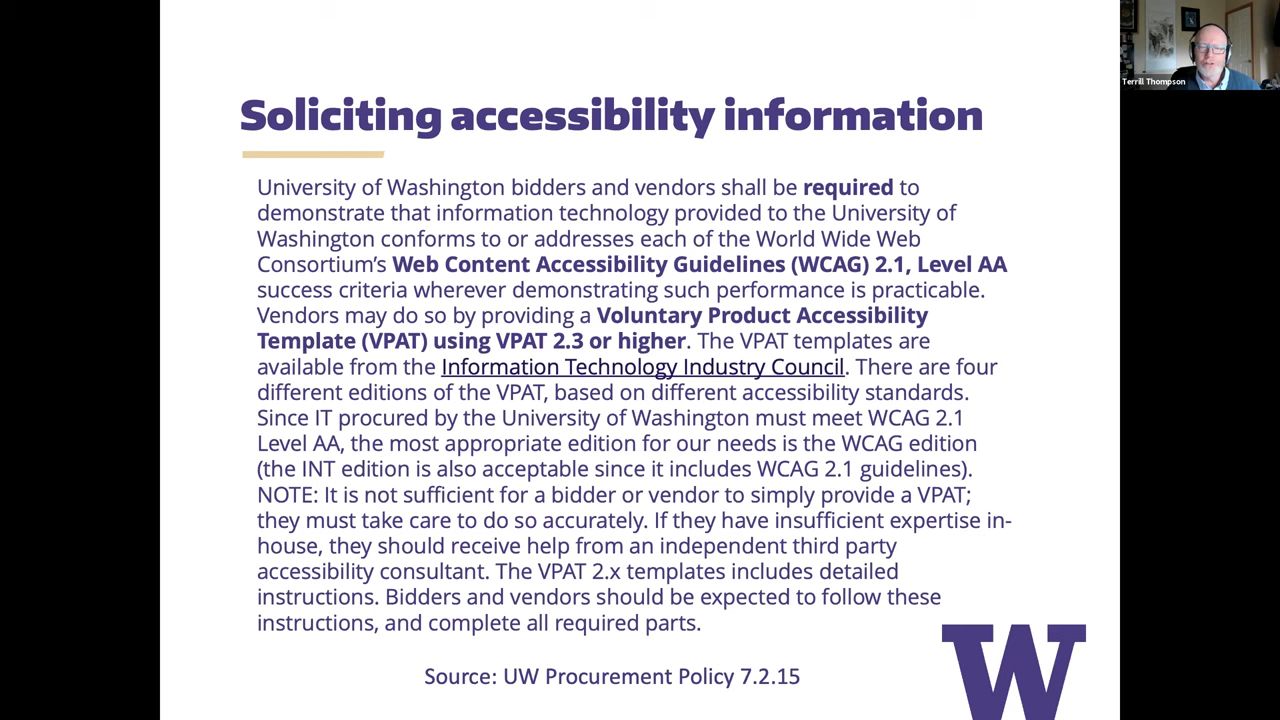 Terrill Thompson
Soliciting accessibility information
University of Washington bidders and vendors shall be required to
demonstrate that information technology provided to the University of
Washington conforms to or addresses each of the World Wide Web
Consortium’s Web Content Accessibility Guidelines (WCAG) 2.1, Level AA
success criteria wherever demonstrating such performance is practicable.
Vendors may do so by providing a Voluntary Product Accessibility
Template (VPAT) using VPAT 2.3 or higher. The VPAT templates are
available from the Information Technology Industry Council. There are four
different editions of the VPAT, based on different accessibility standards.
Since IT procured by the University of Washington must meet WCAG 2.1
Level AA, the most appropriate edition for our needs is the WCAG edition
(the INT edition is also acceptable since it includes WCAG 2.1 guidelines).
NOTE: It is not sufficient for a bidder or vendor to simply provide a VPAT;
they must take care to do so accurately. If they have insufficient expertise in-
house, they should receive help from an independent third party
accessibility consultant. The VPAT 2.x templates includes detailed
instructions. Bidders and vendors should be expected to follow these
instructions, and complete all required parts.
Source: UW Procurement Policy 7.2.15
W